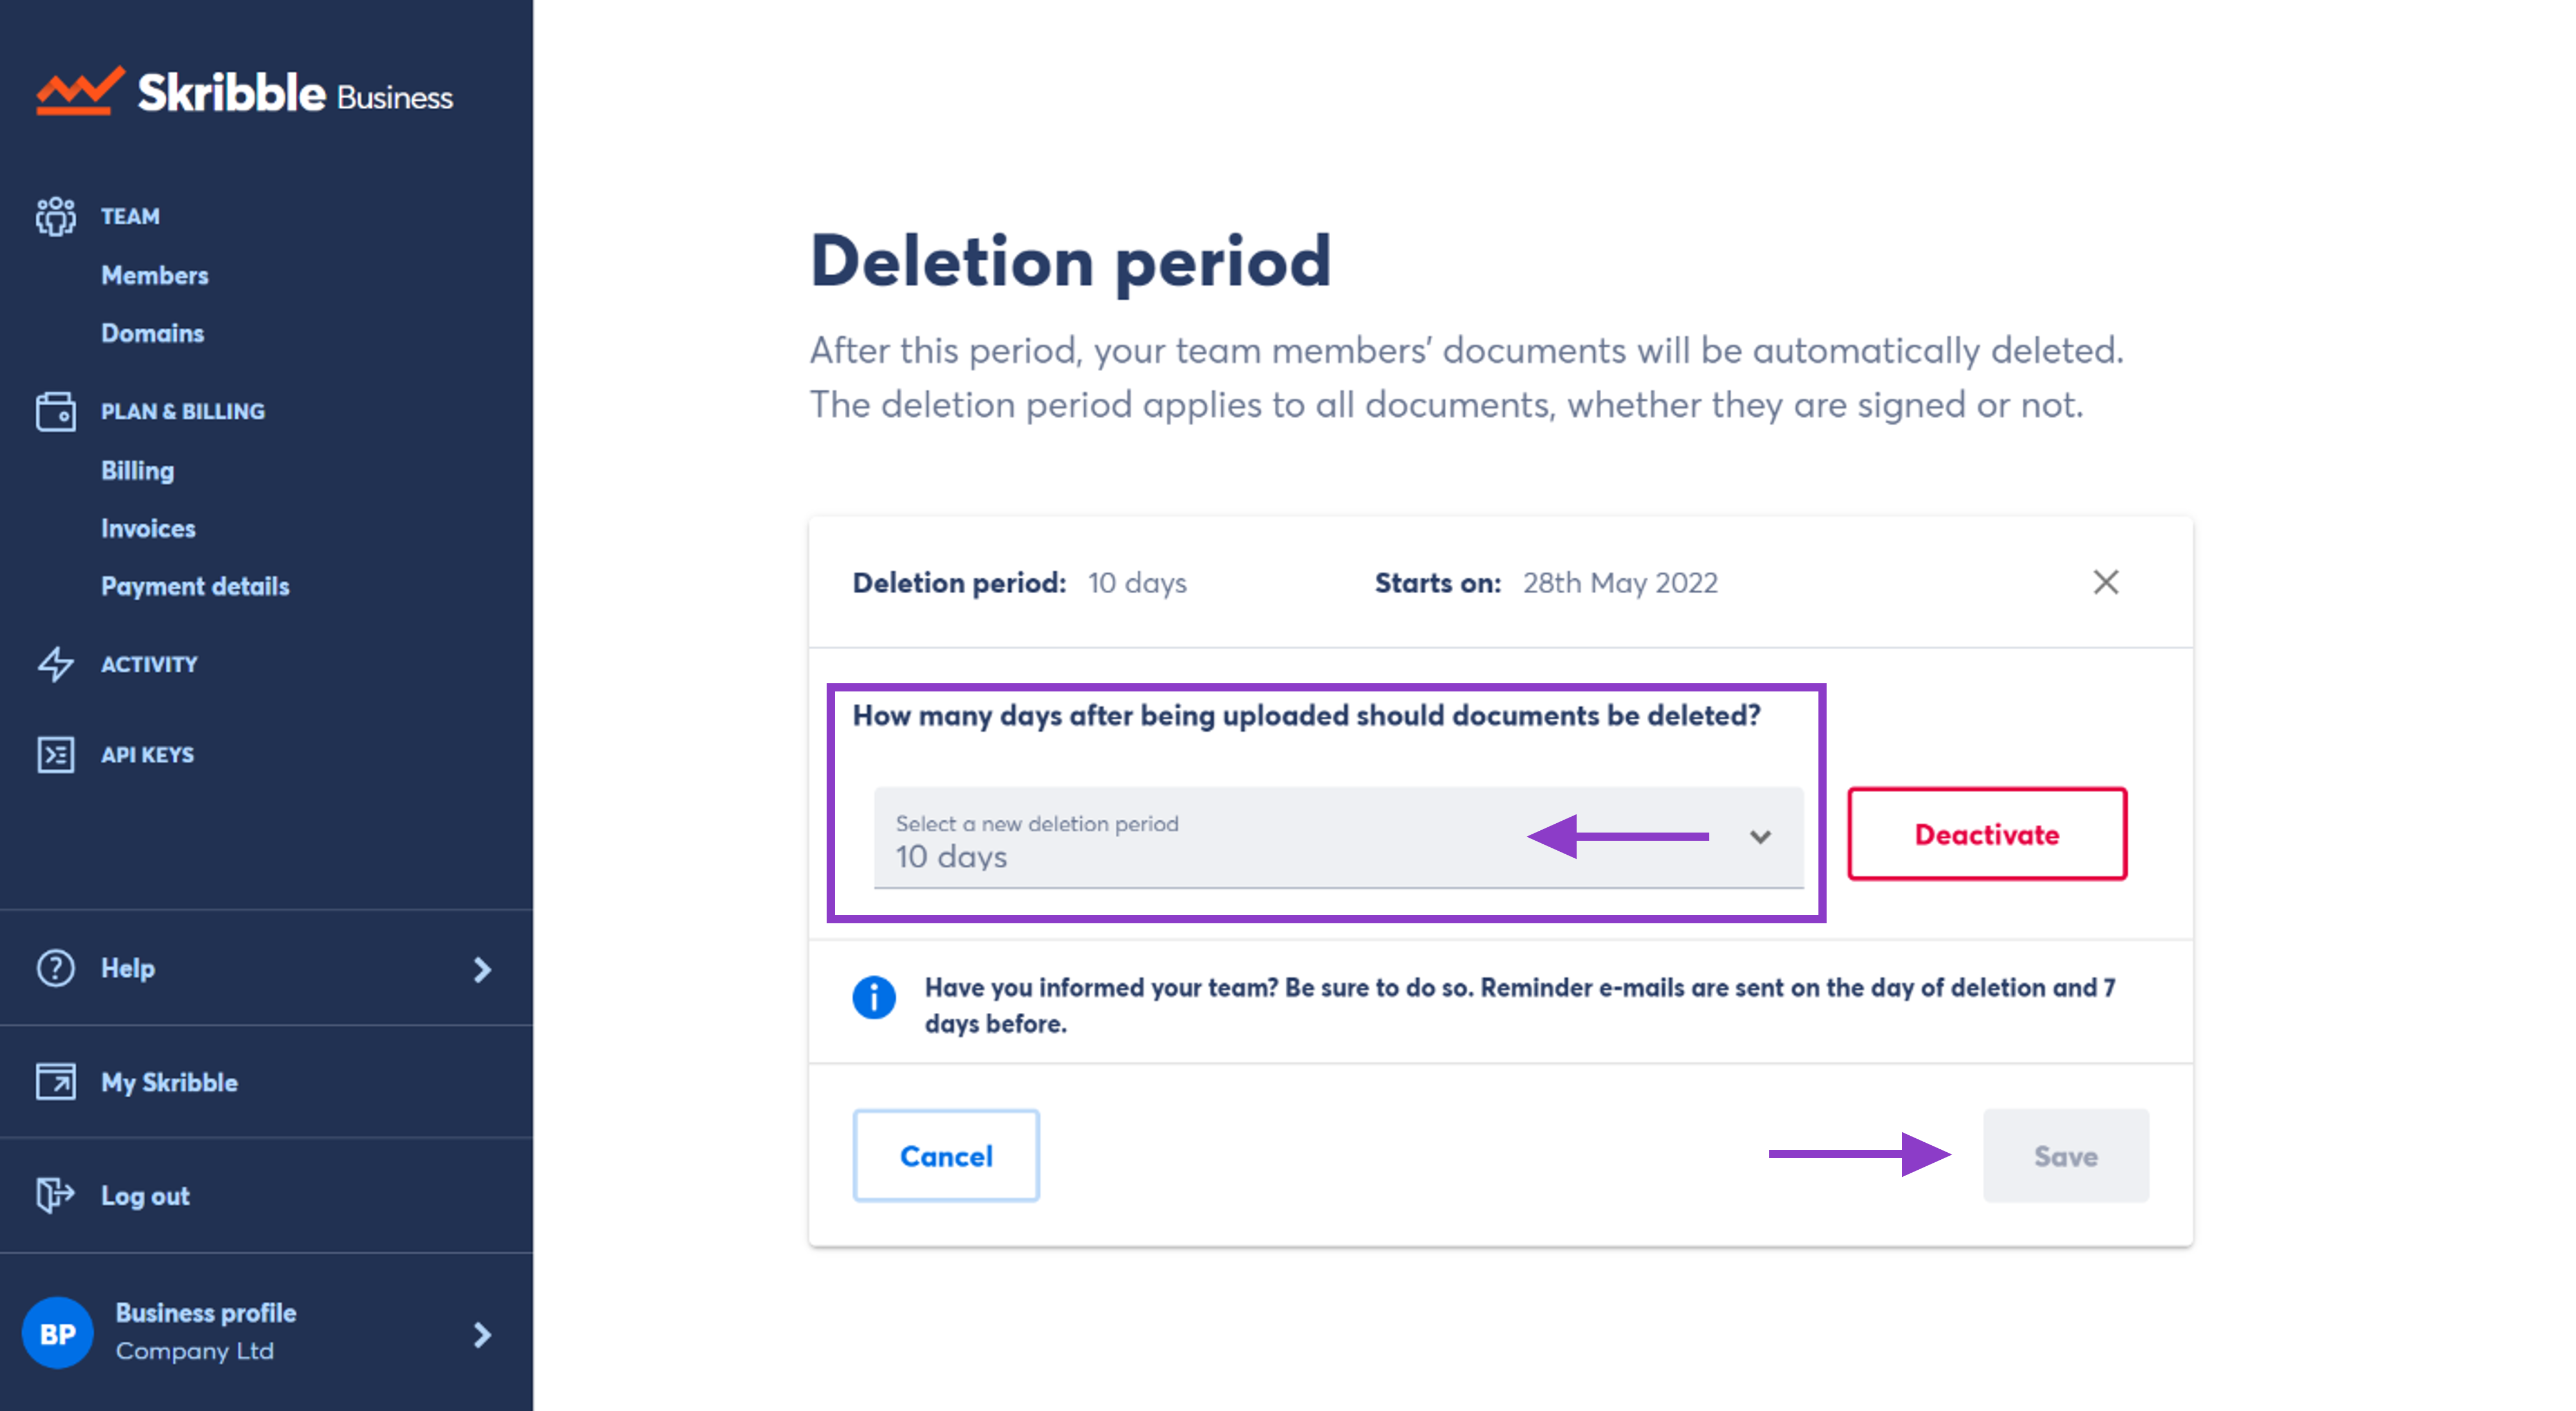 Skribble Business
TEAM
Members
Domains
PLAN & BILLING
Billing
Invoices
Payment details
ACTIVITY
API KEYS
Help
My Skribble
Log out
BP
Business profile
Company Ltd
Deletion period
After this period, your team members’ documents will be automatically deleted.
The deletion period applies to all documents, whether they are signed or not.
Deletion period: 10 days
Starts on: 28th May 2022
How many days after being uploaded should documents be deleted?
Select a new deletion period
10 days
Deactivate
Have you informed your team? Be sure to do so. Reminder e-mails are sent on the day of deletion and 7
days before.
Cancel
Save